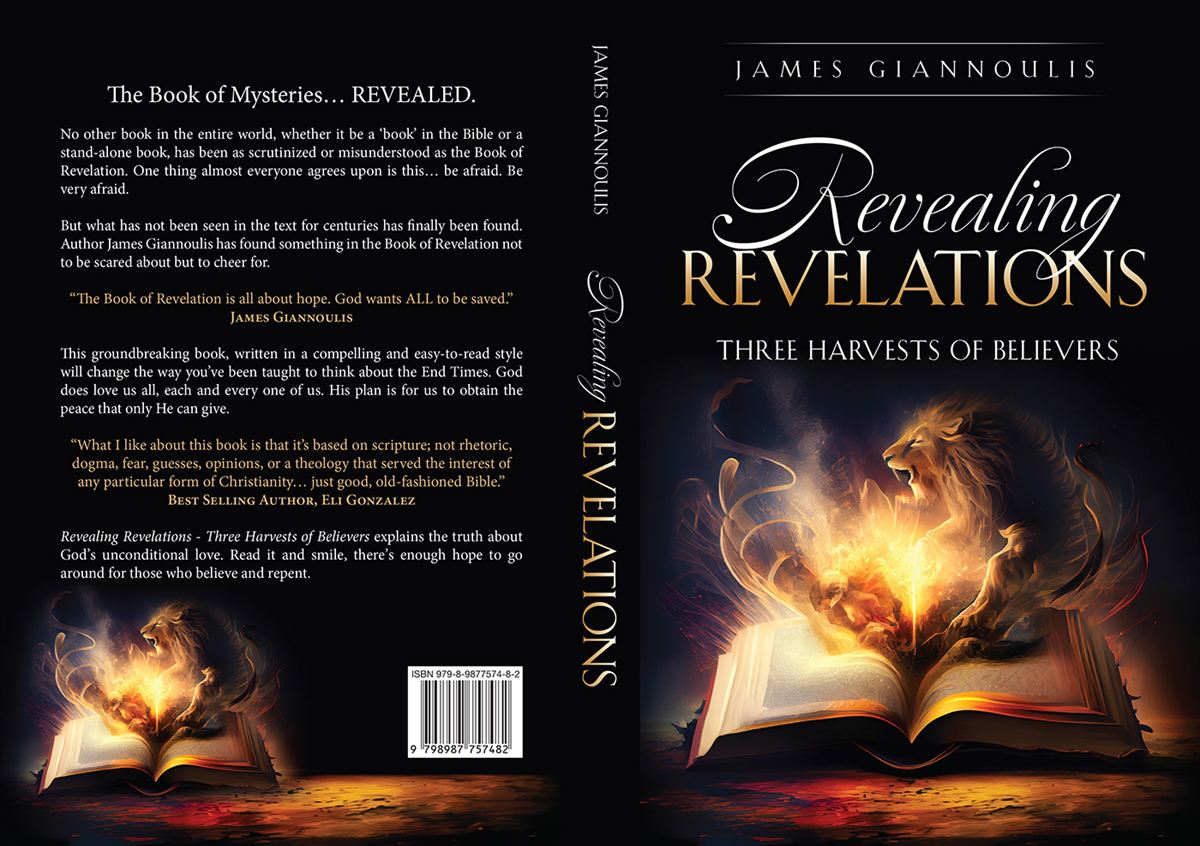 The Book of Mysteries… REVEALED.
No other book in the entire world, whether it be a ‘book’ in the Bible or a
stand-alone book, has been as scrutinized or misunderstood as the Book of
Revelation. One thing almost everyone agrees upon is this… be afraid. Be
very afraid.
But what has not been seen in the text for centuries has finally been found.
Author James Giannoulis has found something in the Book of Revelation not
to be scared about but to cheer for.
“The Book of Revelation is all about hope. God wants ALL to be saved.”
James Giannoulis
This groundbreaking book, written in a compelling and easy-to-read style
will change the way you’ve been taught to think about the End Times. God
does love us all, each and every one of us. His plan is for us to obtain the
peace that only He can give.
“What I like about this book is that it’s based on scripture; not rhetoric,
dogma, fear, guesses, opinions, or a theology that served the interest of
any particular form of Christianity… just good, old-fashioned Bible.”
Best Selling Author, Eli Gonzalez
Revealing Revelations - Three Harvests of Believers explains the truth about
God’s unconditional love. Read it and smile, there’s enough hope to go
around for those who believe and repent.
ISBN 979-8-9877574-8-2
9 798987 757482
JAMES GIANNOULIS
Revealing REVELATIONS
JAMES GIANNOULIS
Revealing
REVELATIONS
THREE HARVESTS OF BELIEVERS